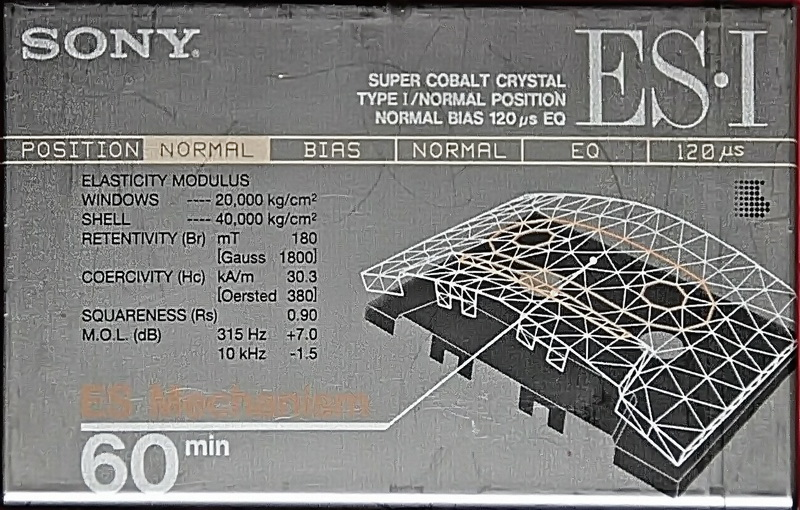 SONY®
ES·I
SUPER COBALT CRYSTAL
TYPE I/NORMAL POSITION
NORMAL BIAS 120 μs EQ
POSITION NORMAL BIAS NORMAL EQ 120 μs
ELASTICITY MODULUS
WINDOWS ---- 20,000 kg/cm²
SHELL ---- 40,000 kg/cm²
RETENTIVITY (Br) mT 180
[Gauss 1800]
COERCIVITY (Hc) kA/m 30.3
[Oersted 380]
SQUARENESS (Rs) 0.90
M.O.L. (dB) 315 Hz +7.0
10 kHz -1.5
ES Mechanism
60 min